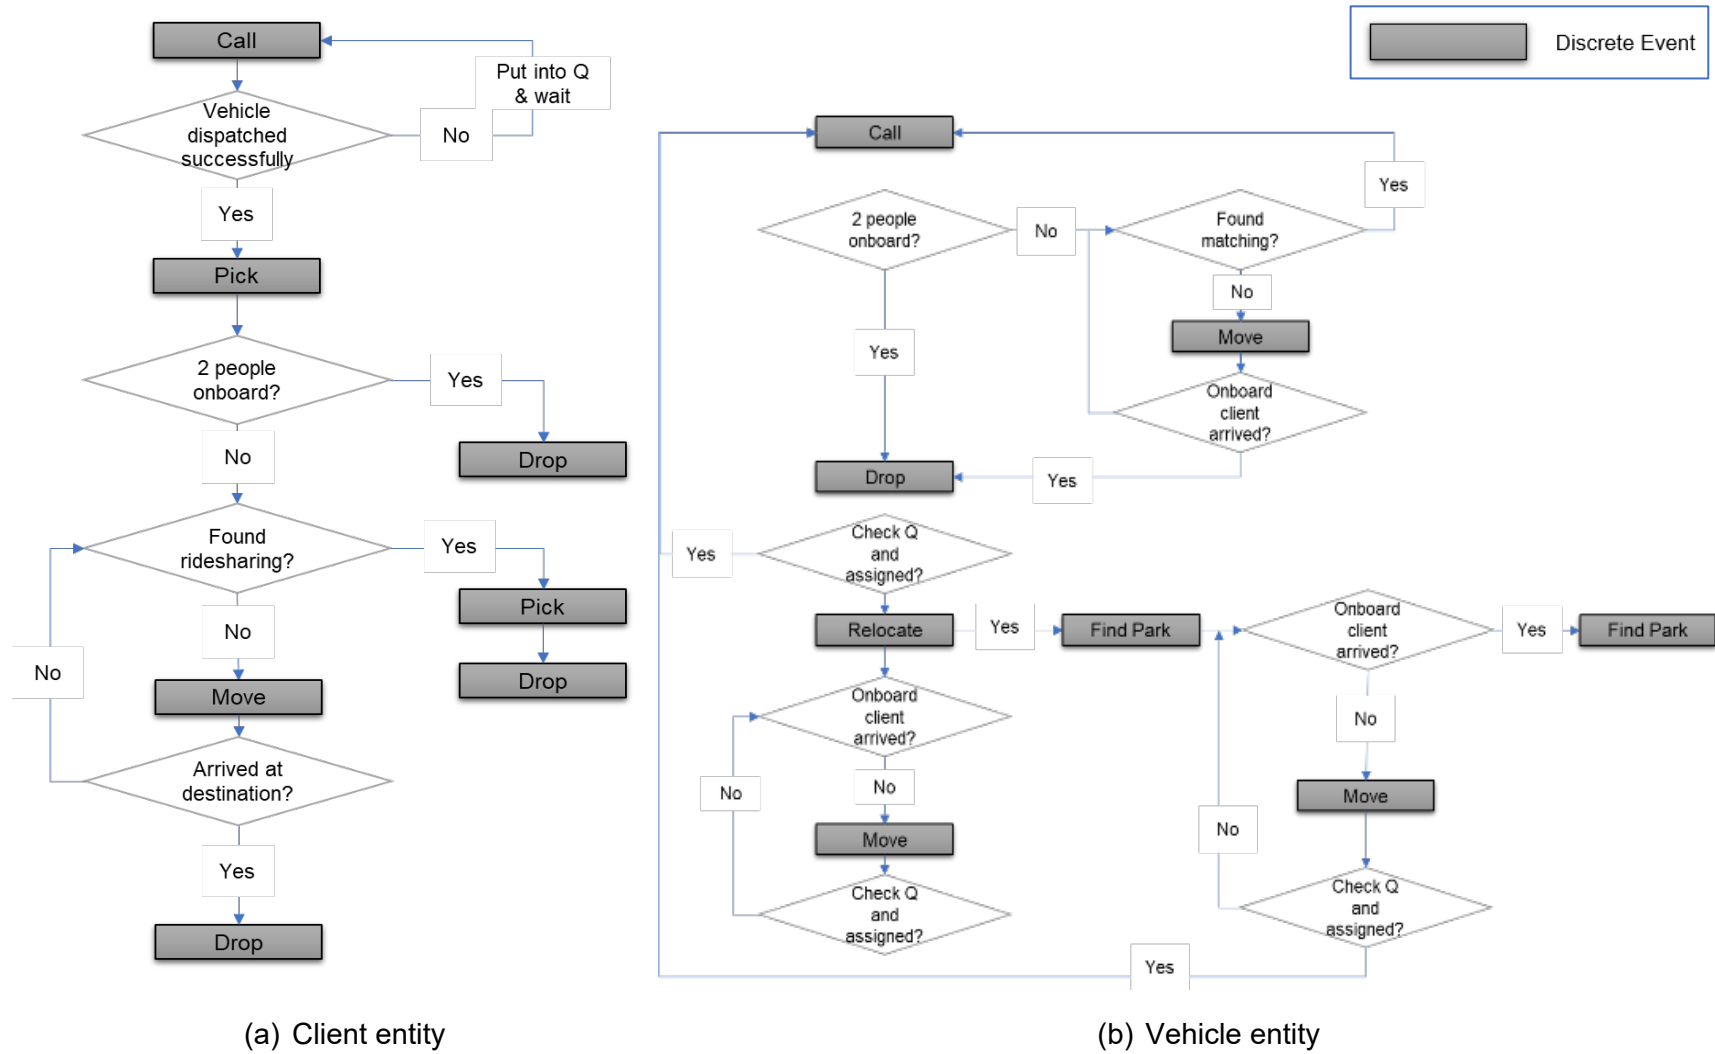 Call
Put into Q
& wait
Vehicle
dispatched
successfully
No
Yes
Pick
2 people
onboard?
Yes
No
Drop
Found
ridesharing?
Yes
Pick
No
No
Drop
Move
Arrived at
destination?
Yes
Drop
(a) Client entity
Discrete Event
Call
Yes
2 people
onboard?
No
Found
matching?
No
Move
Yes
Onboard
client
arrived?
Drop
Yes
Check Q
and
assigned?
Yes
Relocate
Yes
Find Park
Onboard
client
arrived?
Yes
Find Park
Onboard
client
arrived?
No
No
No
Move
No
Move
Check Q
and
assigned?
Check Q
and
assigned?
Yes
(b) Vehicle entity